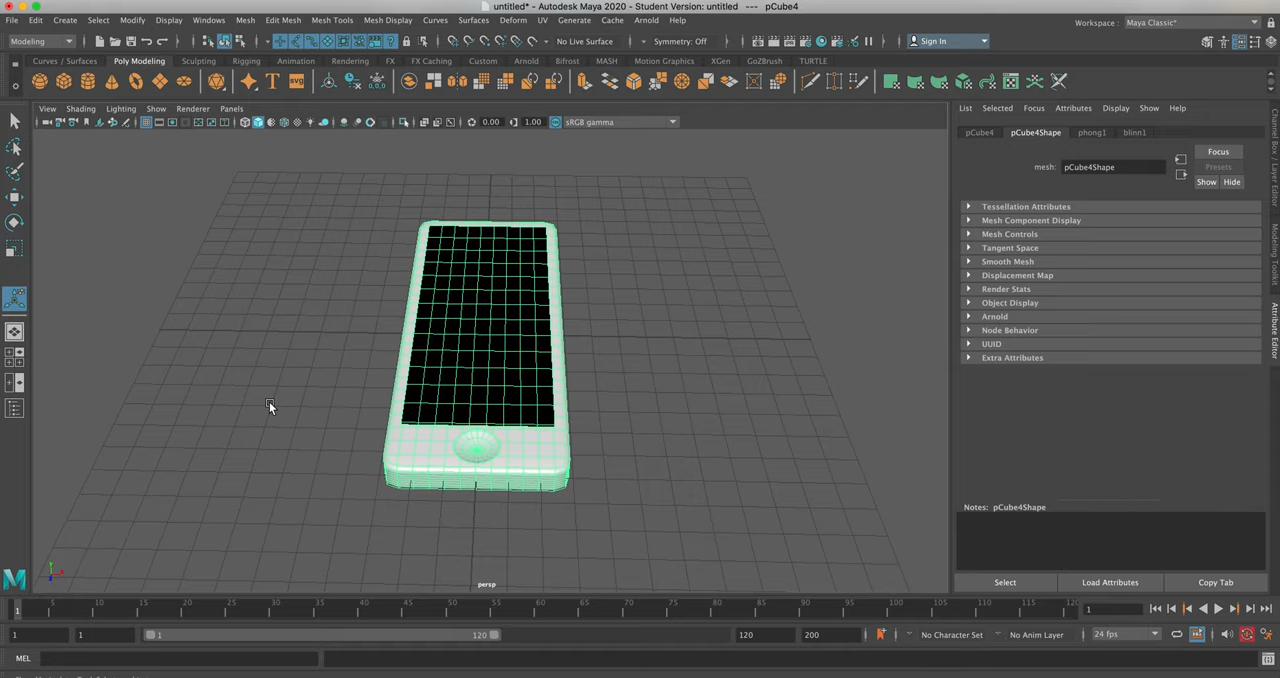 untitled* - Autodesk Maya 2020 - Student Version: untitled --- pCube4
File Edit Create Select Modify Display Windows Mesh Edit Mesh Mesh Tools Mesh Display Curves Surfaces Deform UV Generate Cache Arnold Help
Workspace: Maya Classic*
Modeling No Live Surface Symmetry: Off Sign In
Curves / Surfaces Poly Modeling Sculpting Rigging Animation Rendering FX FX Caching Custom Arnold Bifrost MASH Motion Graphics XGen GoZBrush TURTLE
View Shading Lighting Show Renderer Panels
0.00 1.00 sRGB gamma
persp
List Selected Focus Attributes Display Show Help
pCube4 pCube4Shape phong1 blinn1
Focus
mesh: pCube4Shape
Presets
Show Hide
Tessellation Attributes
Mesh Component Display
Mesh Controls
Tangent Space
Smooth Mesh
Displacement Map
Render Stats
Object Display
Arnold
Node Behavior
UUID
Extra Attributes
Notes: pCube4Shape
Select Load Attributes Copy Tab
Channel Box / Layer Editor
Modeling Toolkit
Attribute Editor
1 5 10 15 20 25 30 35 40 45 50 55 60 65 70 75 80 85 90 95 100 105 110 115 120 1
1 1 1 120 120 200 No Character Set No Anim Layer 24 fps
MEL